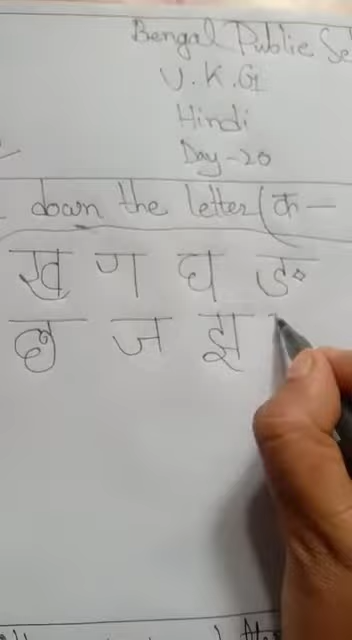 Bengal Public
U.K.G
Hindi
Day-20
down the letter (क —
ख ग घ ङ
छ ज झ